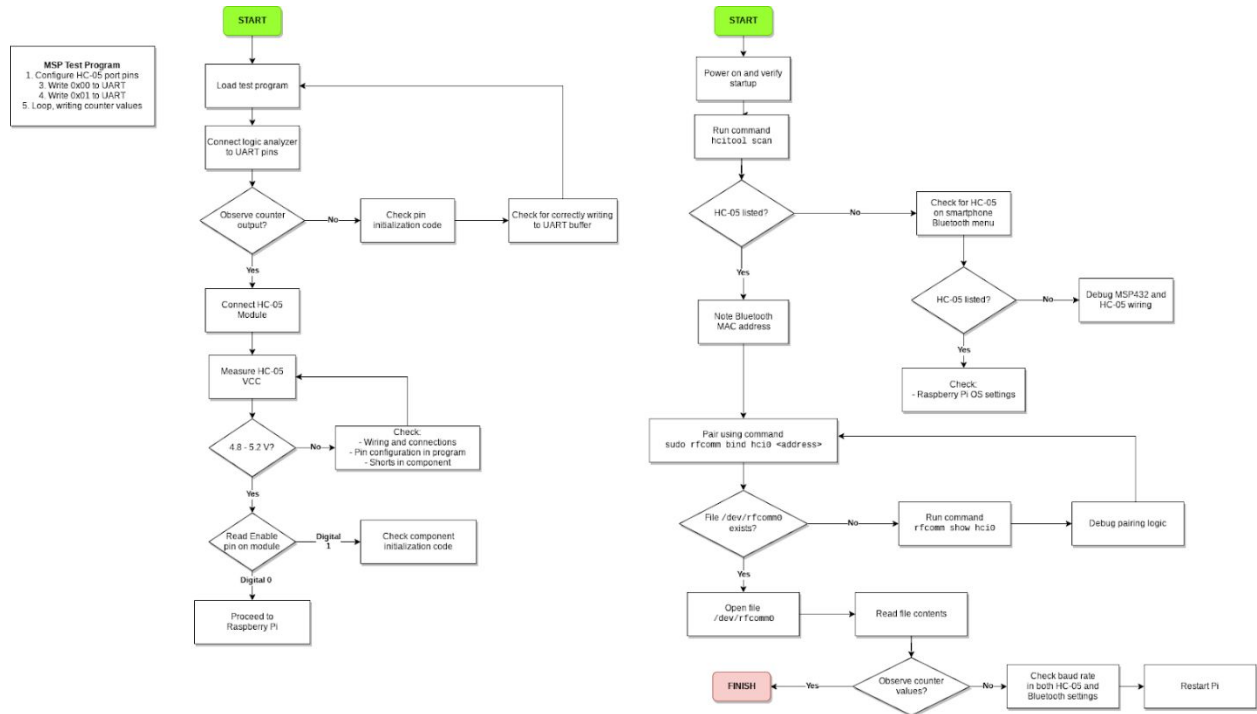 MSP Test Program
1. Configure HC-05 port pins
3. Write 0x00 to UART
4. Write 0x01 to UART
5. Loop, writing counter values
START
Load test program
Connect logic analyzer
to UART pins
Observe counter
output?
No
Check pin
initialization code
Check for correctly writing
to UART buffer
Yes
Connect HC-05
Module
Measure HC-05
VCC
4.8 - 5.2 V?
No
Check:
- Wiring and connections
- Pin configuration in program
- Shorts in component
Yes
Read Enable
pin on module
Digital
1
Check component
initialization code
Digital 0
Proceed to
Raspberry Pi
START
Power on and verify
startup
Run command
hcitool scan
HC-05 listed?
No
Check for HC-05
on smartphone
Bluetooth menu
HC-05 listed?
No
Debug MSP432 and
HC-05 wiring
Yes
Check:
- Raspberry Pi OS settings
Yes
Note Bluetooth
MAC address
Pair using command
sudo rfcomm bind hci0 <address>
File /dev/rfcomm0
exists?
No
Run command
rfcomm show hci0
Debug pairing logic
Yes
Open file
/dev/rfcomm0
Read file contents
Observe counter
values?
Yes
FINISH
No
Check baud rate
in both HC-05 and
Bluetooth settings
Restart Pi